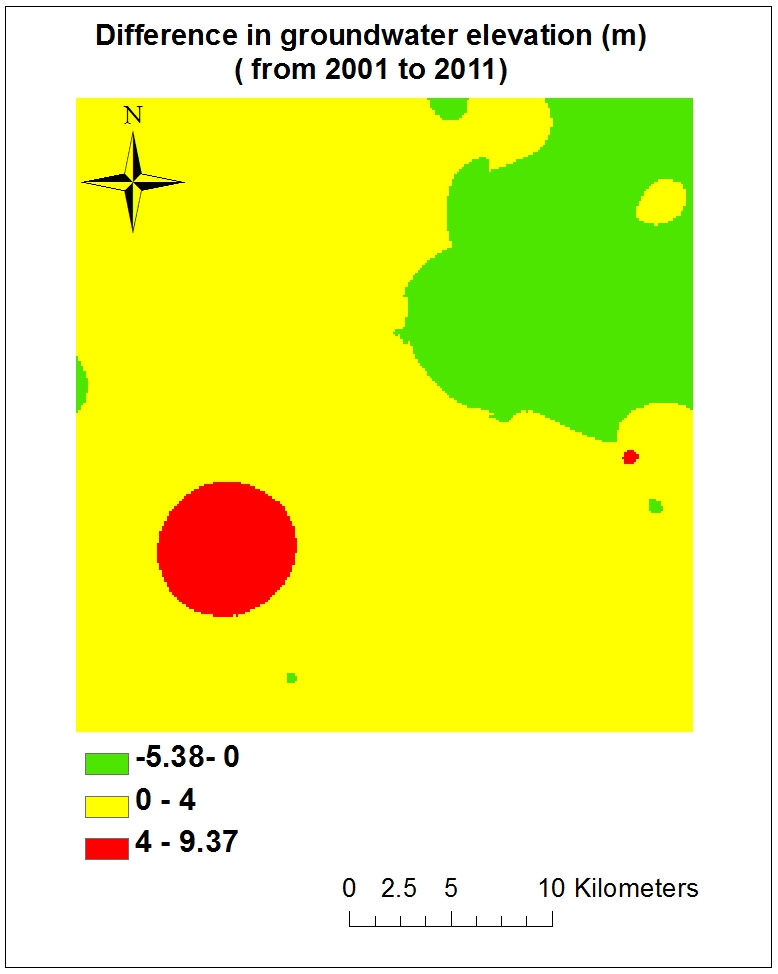 Difference in groundwater elevation (m)
( from 2001 to 2011)
N
-5.38- 0
0 - 4
4 - 9.37
0 2.5 5 10 Kilometers